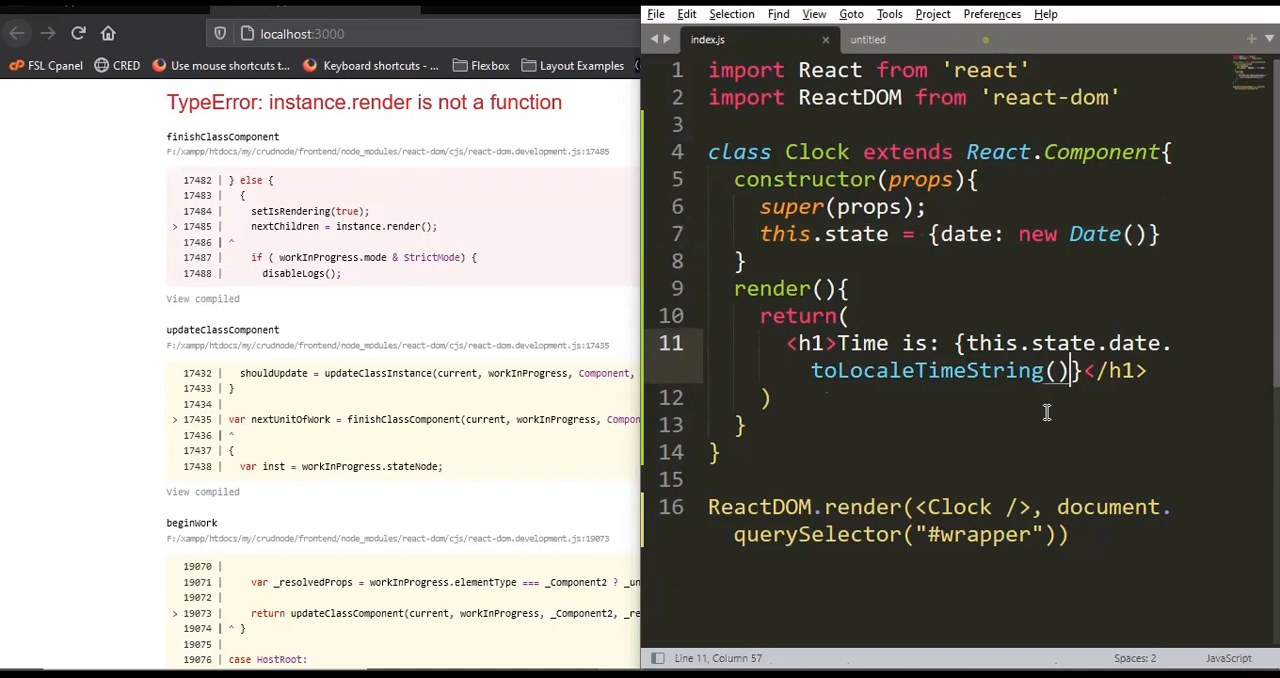 localhost:3000
FSL Cpanel
CRED
Use mouse shortcuts t...
Keyboard shortcuts - ...
Flexbox
Layout Examples
TypeError: instance.render is not a function
finishClassComponent
F:/xampp/htdocs/my/crudnode/frontend/node_modules/react-dom/cjs/react-dom.development.js:17485
17482 | } else {
17483 | {
17484 | setIsRendering(true);
> 17485 | nextChildren = instance.render();
17486 | ^
17487 | if ( workInProgress.mode & StrictMode) {
17488 | disableLogs();
View compiled
updateClassComponent
F:/xampp/htdocs/my/crudnode/frontend/node_modules/react-dom/cjs/react-dom.development.js:17435
17432 | shouldUpdate = updateClassInstance(current, workInProgress, Component,
17433 | }
17434 |
> 17435 | var nextUnitOfWork = finishClassComponent(current, workInProgress, Compon
17436 | ^
17437 | {
17438 | var inst = workInProgress.stateNode;
View compiled
beginWork
F:/xampp/htdocs/my/crudnode/frontend/node_modules/react-dom/cjs/react-dom.development.js:19073
19070 |
19071 | var _resolvedProps = workInProgress.elementType === _Component2 ? _un
19072 |
> 19073 | return updateClassComponent(current, workInProgress, _Component2, _re
19074 | ^ }
19075 |
19076 | case HostRoot:
File Edit Selection Find View Goto Tools Project Preferences Help
index.js × untitled
1 import React from 'react'
2 import ReactDOM from 'react-dom'
3
4 class Clock extends React.Component{
5 constructor(props){
6 super(props);
7 this.state = {date: new Date()}
8 }
9 render(){
10 return(
11 <h1>Time is: {this.state.date.
toLocaleTimeString()}</h1>
12 )
13 }
14 }
15
16 ReactDOM.render(<Clock />, document.
querySelector("#wrapper"))
Line 11, Column 57
Spaces: 2
JavaScript